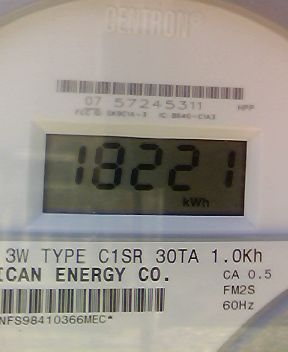 CENTRON®
07 57245311 HPP
18221
kWh
3W TYPE C1SR 30TA 1.0Kh
ICAN ENERGY CO. CA 0.5
FM2S
60Hz
NFS98410366MEC*